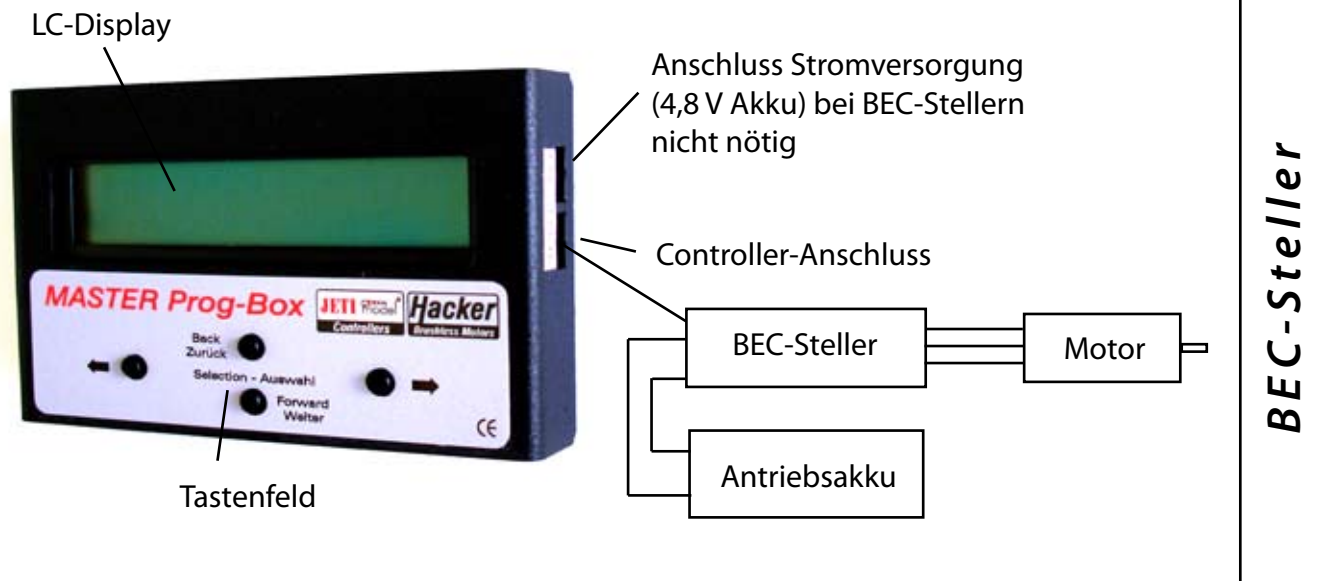 LC-Display
Anschluss Stromversorgung
(4,8 V Akku) bei BEC-Stellern
nicht nötig
Controller-Anschluss
MASTER Prog-Box
JETI model
Controllers
Hacker
Brushless Motors
Back
Zurück
Selection - Auswahl
Forward
Weiter
CE
Tastenfeld
BEC-Steller
Motor
Antriebsakku
BEC-Steller